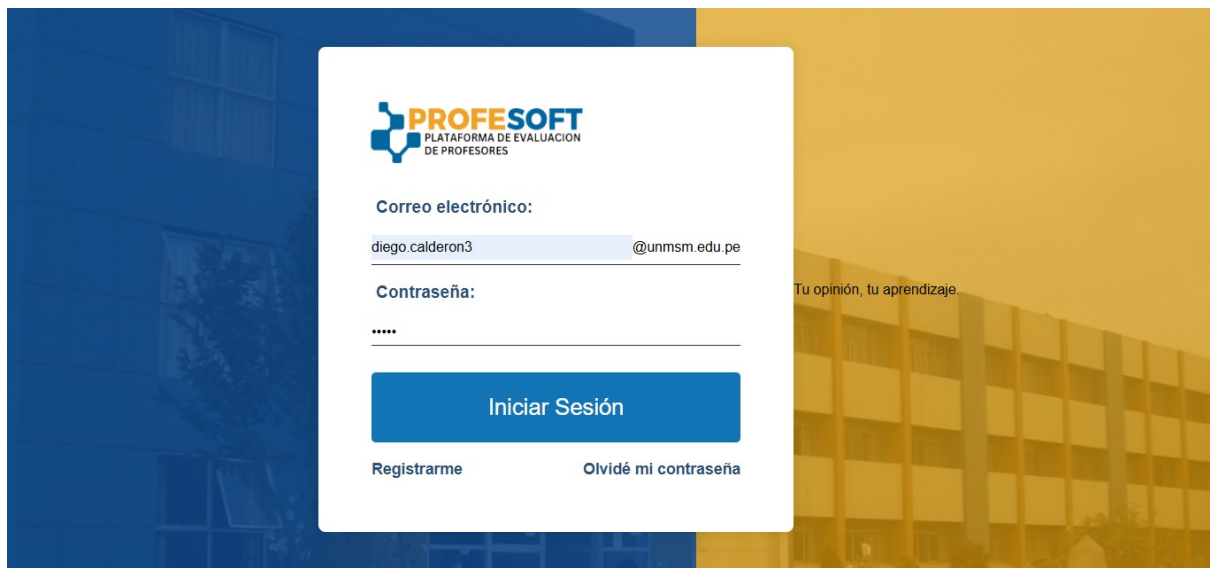 PROFESOFT
PLATAFORMA DE EVALUACION
DE PROFESORES
Correo electrónico:
diego.calderon3 @unmsm.edu.pe
Contraseña:
•••••
Tu opinión, tu aprendizaje.
Iniciar Sesión
Registrarme Olvidé mi contraseña